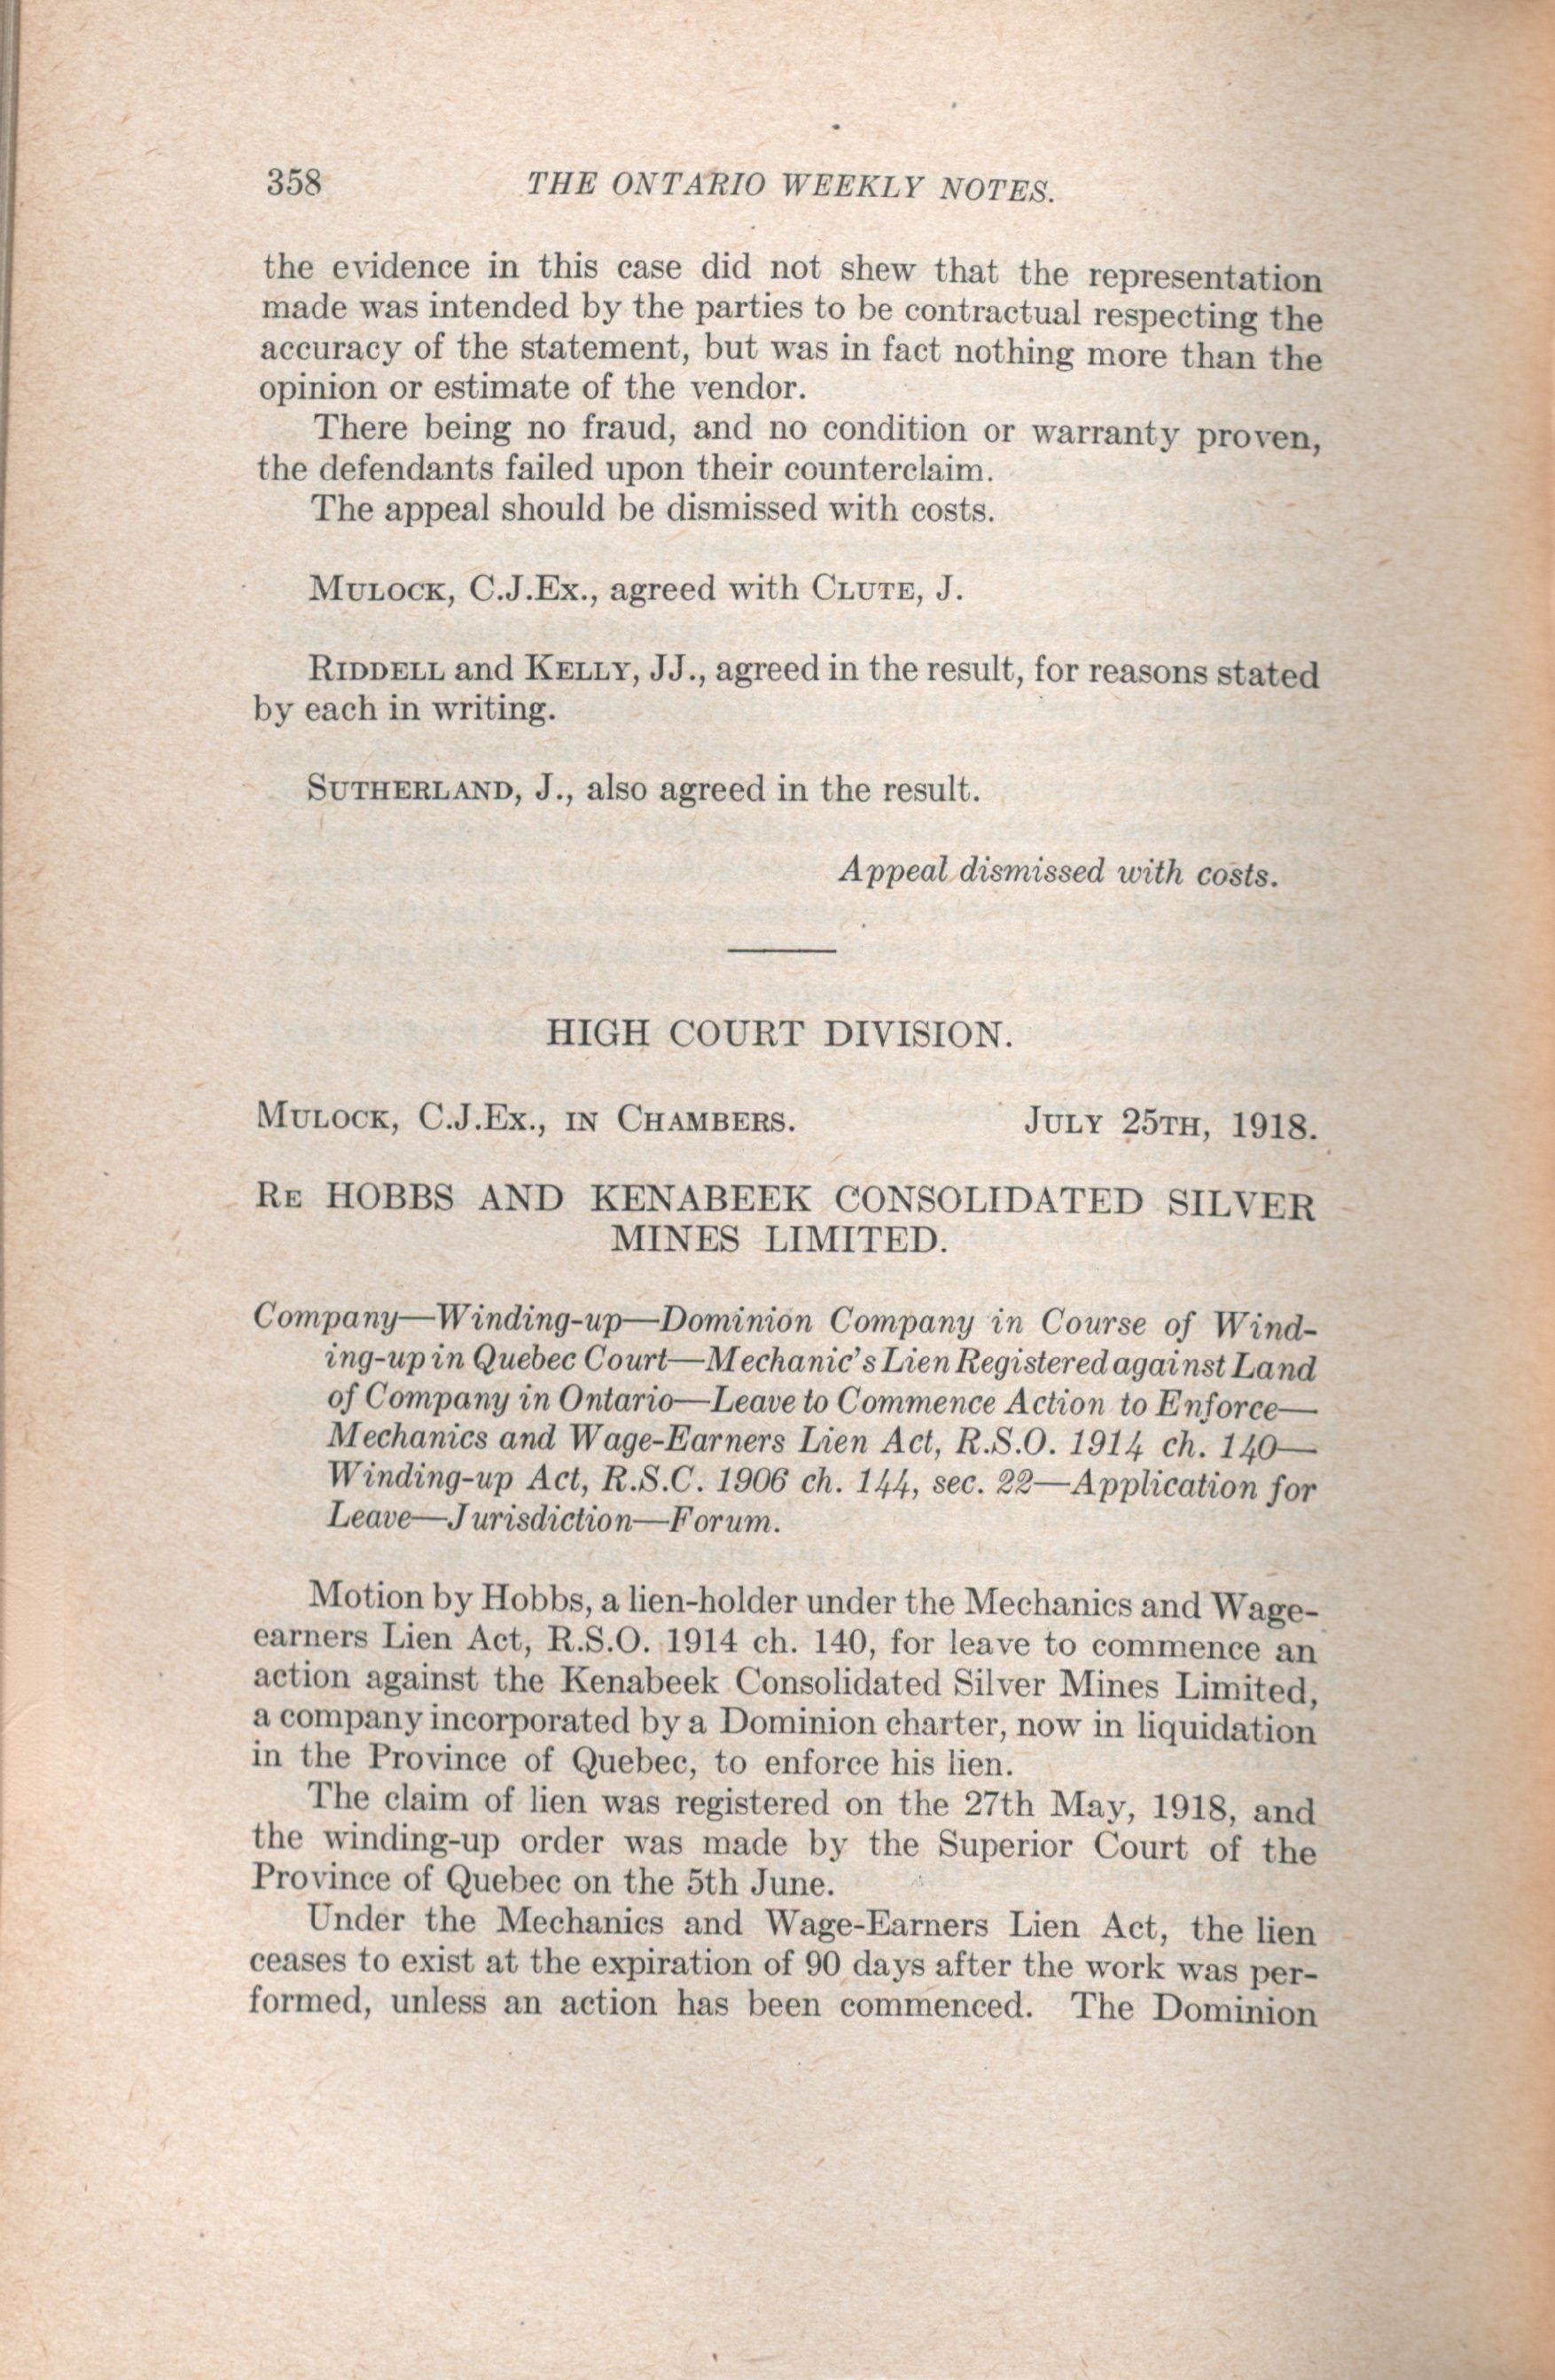 358 THE ONTARIO WEEKLY NOTES.
the evidence in this case did not shew that the representation
made was intended by the parties to be contractual respecting the
accuracy of the statement, but was in fact nothing more than the
opinion or estimate of the vendor.
There being no fraud, and no condition or warranty proven,
the defendants failed upon their counterclaim.
The appeal should be dismissed with costs.
MULOCK, C.J.EX., agreed with CLUTE, J.
RIDDELL and KELLY, JJ., agreed in the result, for reasons stated
by each in writing.
SUTHERLAND, J., also agreed in the result.
Appeal dismissed with costs.
HIGH COURT DIVISION.
MULOCK, C.J.EX., IN CHAMBERS. JULY 25TH, 1918.
RE HOBBS AND KENABEEK CONSOLIDATED SILVER
MINES LIMITED.
Company—Winding-up—Dominion Company in Course of Wind-
ing-up in Quebec Court—Mechanic's Lien Registered against Land
of Company in Ontario—Leave to Commence Action to Enforce—
Mechanics and Wage-Earners Lien Act, R.S.O. 1914 ch. 140—
Winding-up Act, R.S.C. 1906 ch. 144, sec. 22—Application for
Leave—Jurisdiction—Forum.
Motion by Hobbs, a lien-holder under the Mechanics and Wage-
earners Lien Act, R.S.O. 1914 ch. 140, for leave to commence an
action against the Kenabeek Consolidated Silver Mines Limited,
a company incorporated by a Dominion charter, now in liquidation
in the Province of Quebec, to enforce his lien.
The claim of lien was registered on the 27th May, 1918, and
the winding-up order was made by the Superior Court of the
Province of Quebec on the 5th June.
Under the Mechanics and Wage-Earners Lien Act, the lien
ceases to exist at the expiration of 90 days after the work was per-
formed, unless an action has been commenced. The Dominion